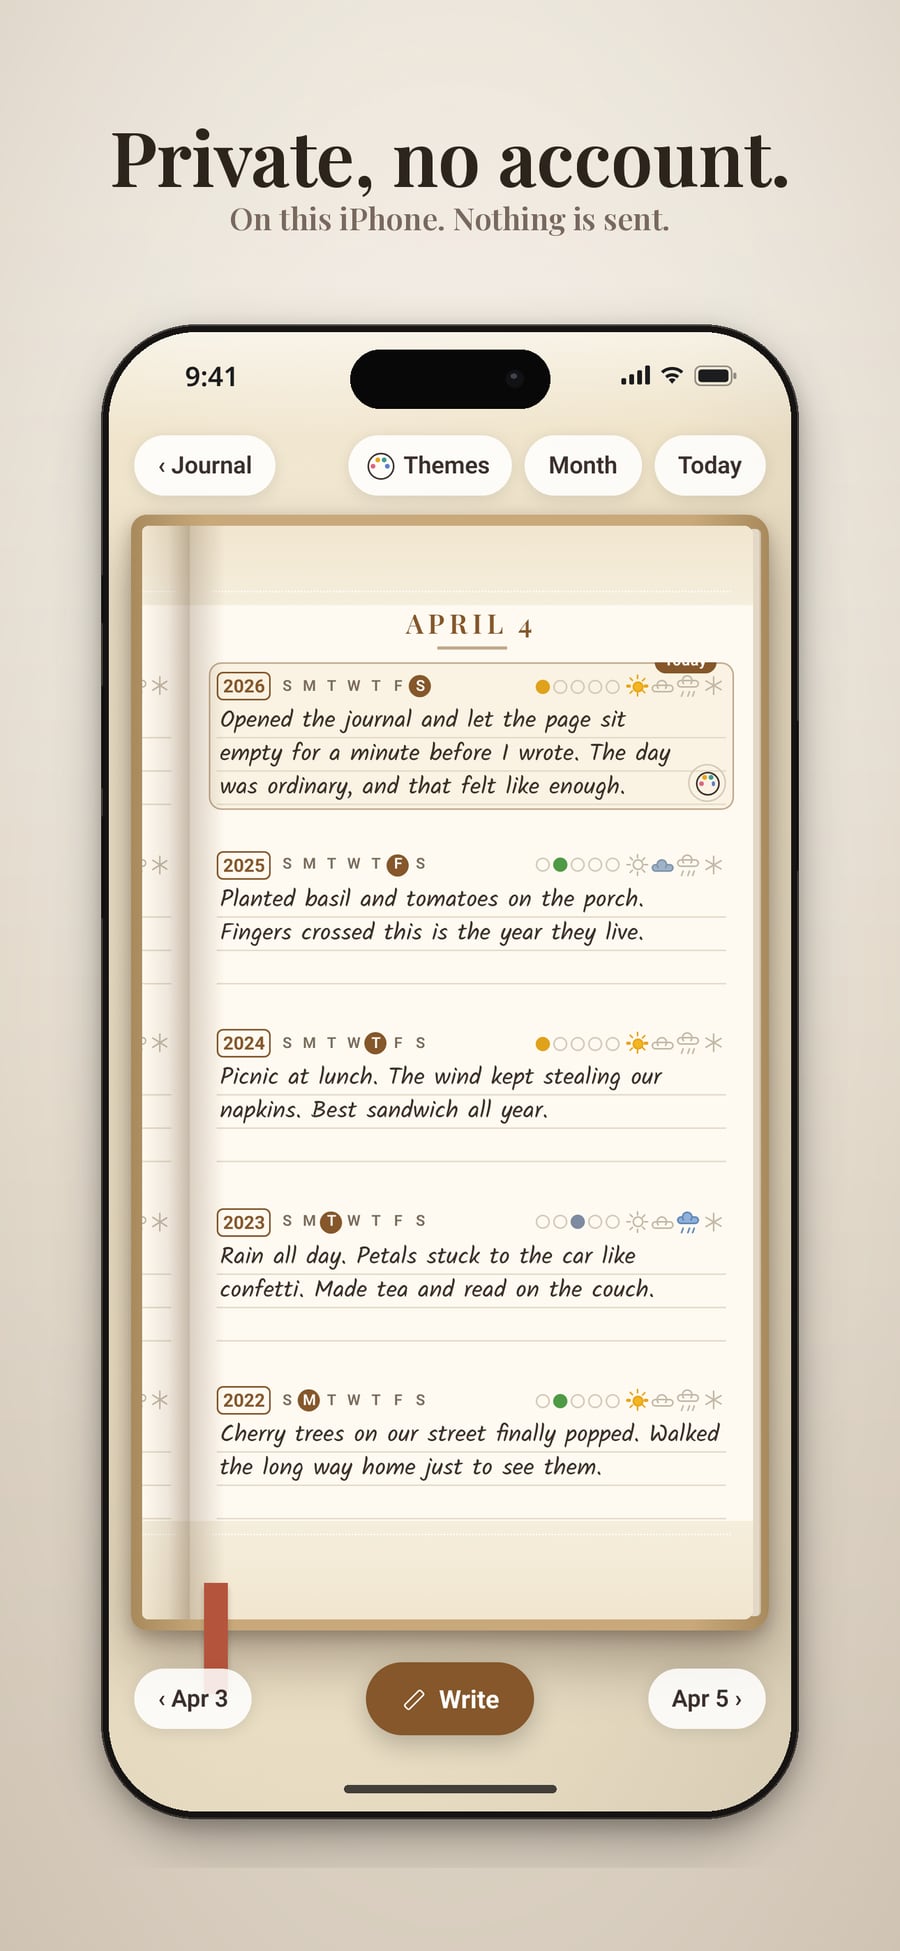 Private, no account.
On this iPhone. Nothing is sent.
9:41
‹ Journal
Themes
Month
Today
APRIL 4
Today
2026 S M T W T F S
Opened the journal and let the page sit
empty for a minute before I wrote. The day
was ordinary, and that felt like enough.
2025 S M T W T F S
Planted basil and tomatoes on the porch.
Fingers crossed this is the year they live.
2024 S M T W T F S
Picnic at lunch. The wind kept stealing our
napkins. Best sandwich all year.
2023 S M T W T F S
Rain all day. Petals stuck to the car like
confetti. Made tea and read on the couch.
2022 S M T W T F S
Cherry trees on our street finally popped. Walked
the long way home just to see them.
‹ Apr 3
Write
Apr 5 ›